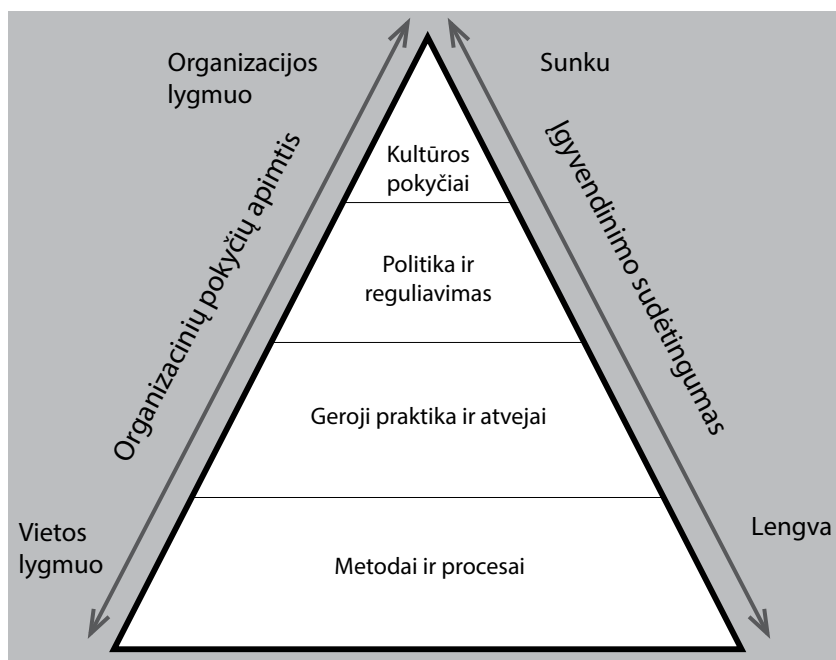 Organizacijos
lygmuo
Sunku
Organizacinių pokyčių apimtis
Įgyvendinimo sudėtingumas
Kultūros
pokyčiai
Politika ir
reguliavimas
Geroji praktika ir atvejai
Vietos
lygmuo
Lengva
Metodai ir procesai